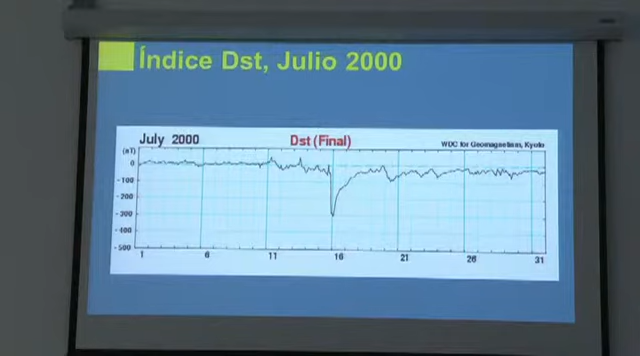 Índice Dst, Julio 2000
July 2000 Dst (Final) WDC for Geomagnetism, Kyoto
(nT)
0
-100
-200
-300
-400
-500
1 6 11 16 21 26 31